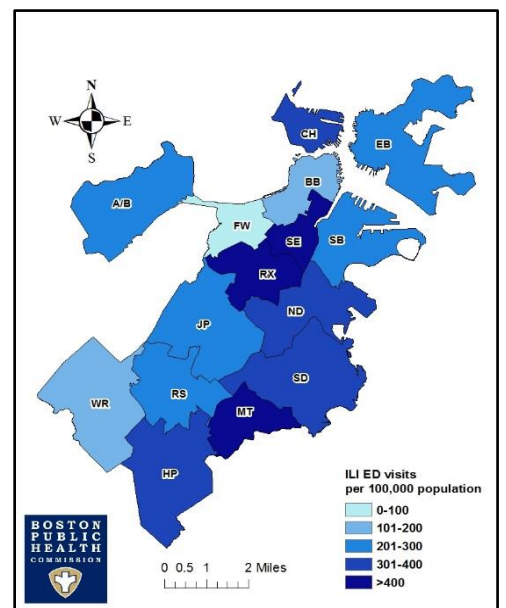 N
W E
S
CH
EB
BB
A/B
FW
SE
SB
RX
ND
JP
SD
WR
RS
MT
HP
ILI ED visits
per 100,000 population
0-100
101-200
201-300
301-400
>400
BOSTON
PUBLIC
HEALTH
COMMISSION
0 0.5 1 2 Miles